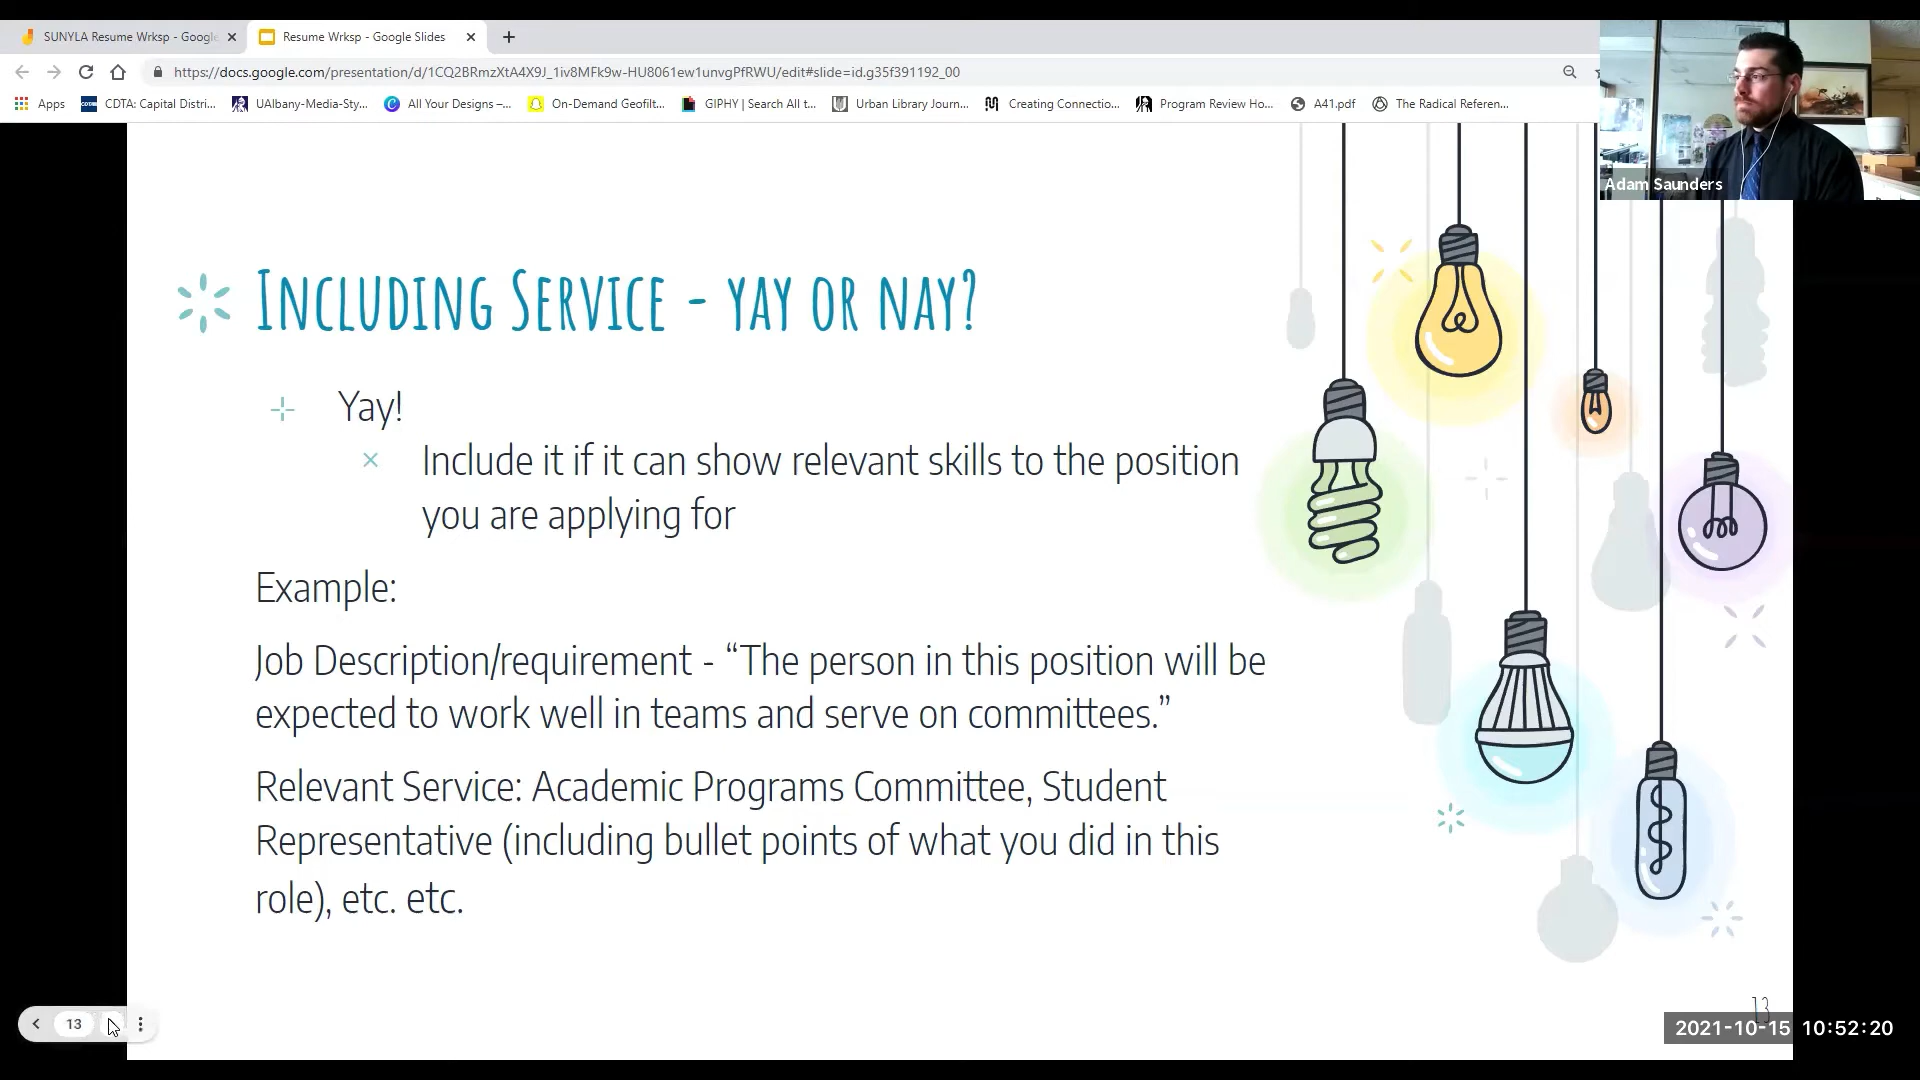 SUNYLA Resume Wrksp - Google
Resume Wrksp - Google Slides
https://docs.google.com/presentation/d/1CQ2BRmzXtA4X9J_1iv8MFk9w-HU8061ew1unvgPfRWU/edit#slide=id.g35f391192_00
Apps CDTA: Capital Distri... UAlbany-Media-Sty... All Your Designs –... On-Demand Geofilt... GIPHY | Search All t... Urban Library Journ... Creating Connectio... Program Review Ho... A41.pdf The Radical Referen...
Adam Saunders
Including Service - yay or nay?
Yay!
Include it if it can show relevant skills to the position
you are applying for
Example:
Job Description/requirement - “The person in this position will be
expected to work well in teams and serve on committees.”
Relevant Service: Academic Programs Committee, Student
Representative (including bullet points of what you did in this
role), etc. etc.
13
13
2021-10-15 10:52:20